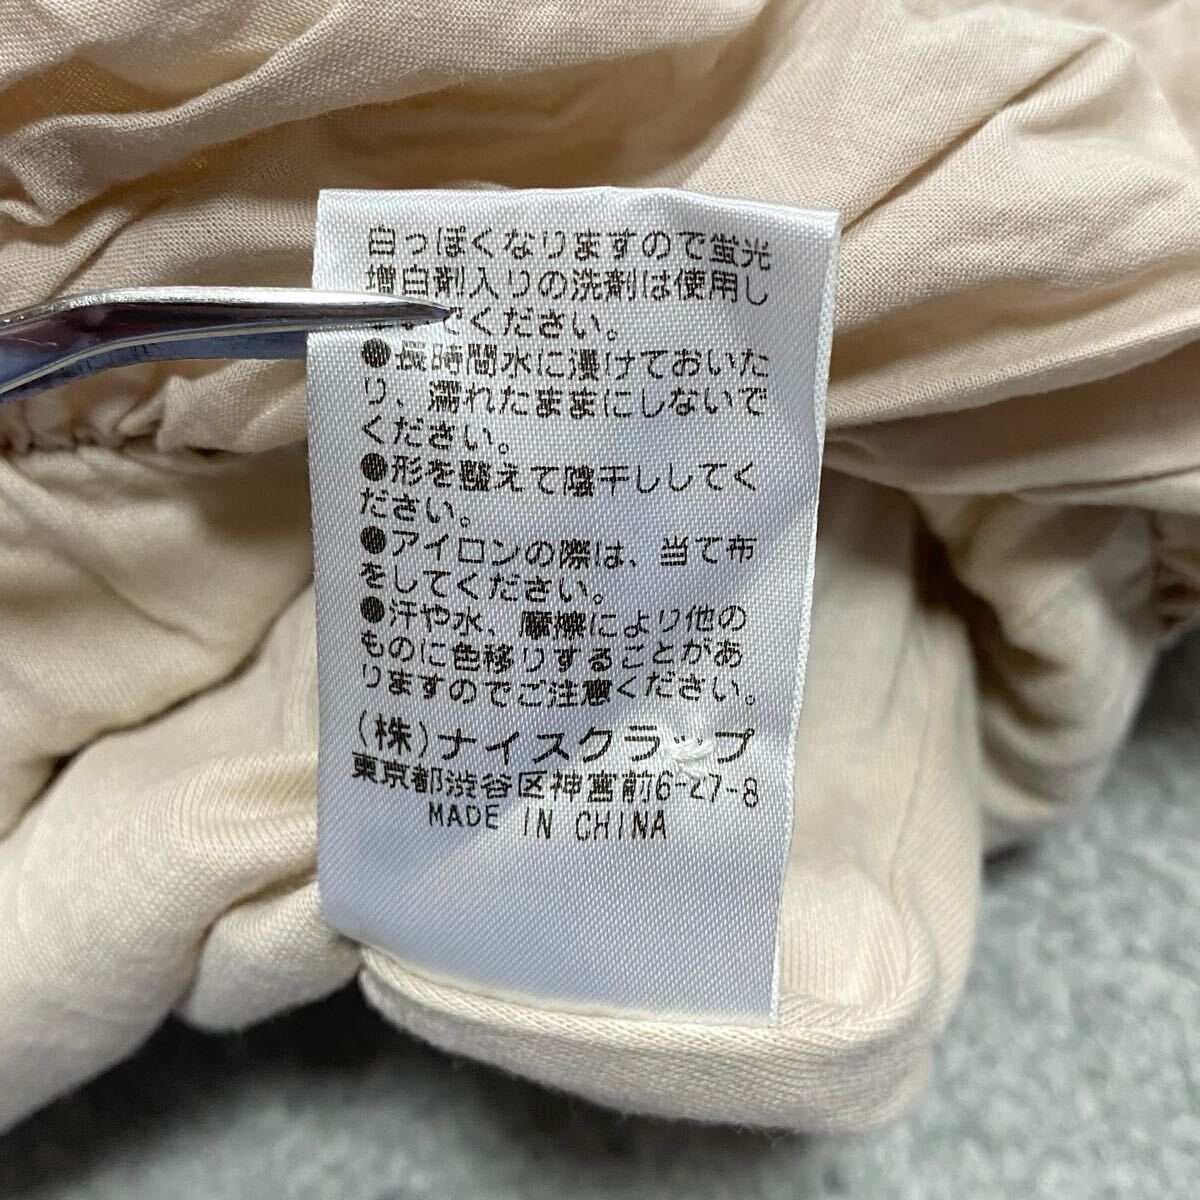 白っぽくなりますので蛍光
増白剤入りの洗剤は使用し
でください。
●長時間水に浸けておいた
り、濡れたままにしないで
ください。
●形を整えて陰干ししてく
ださい。
●アイロンの際は、当て布
をしてください。
●汗や水、摩擦により他の
ものに色移りすることがあ
りますのでご注意ください。
(株)ナイスクラップ
東京都渋谷区神宮前6-27-8
MADE IN CHINA